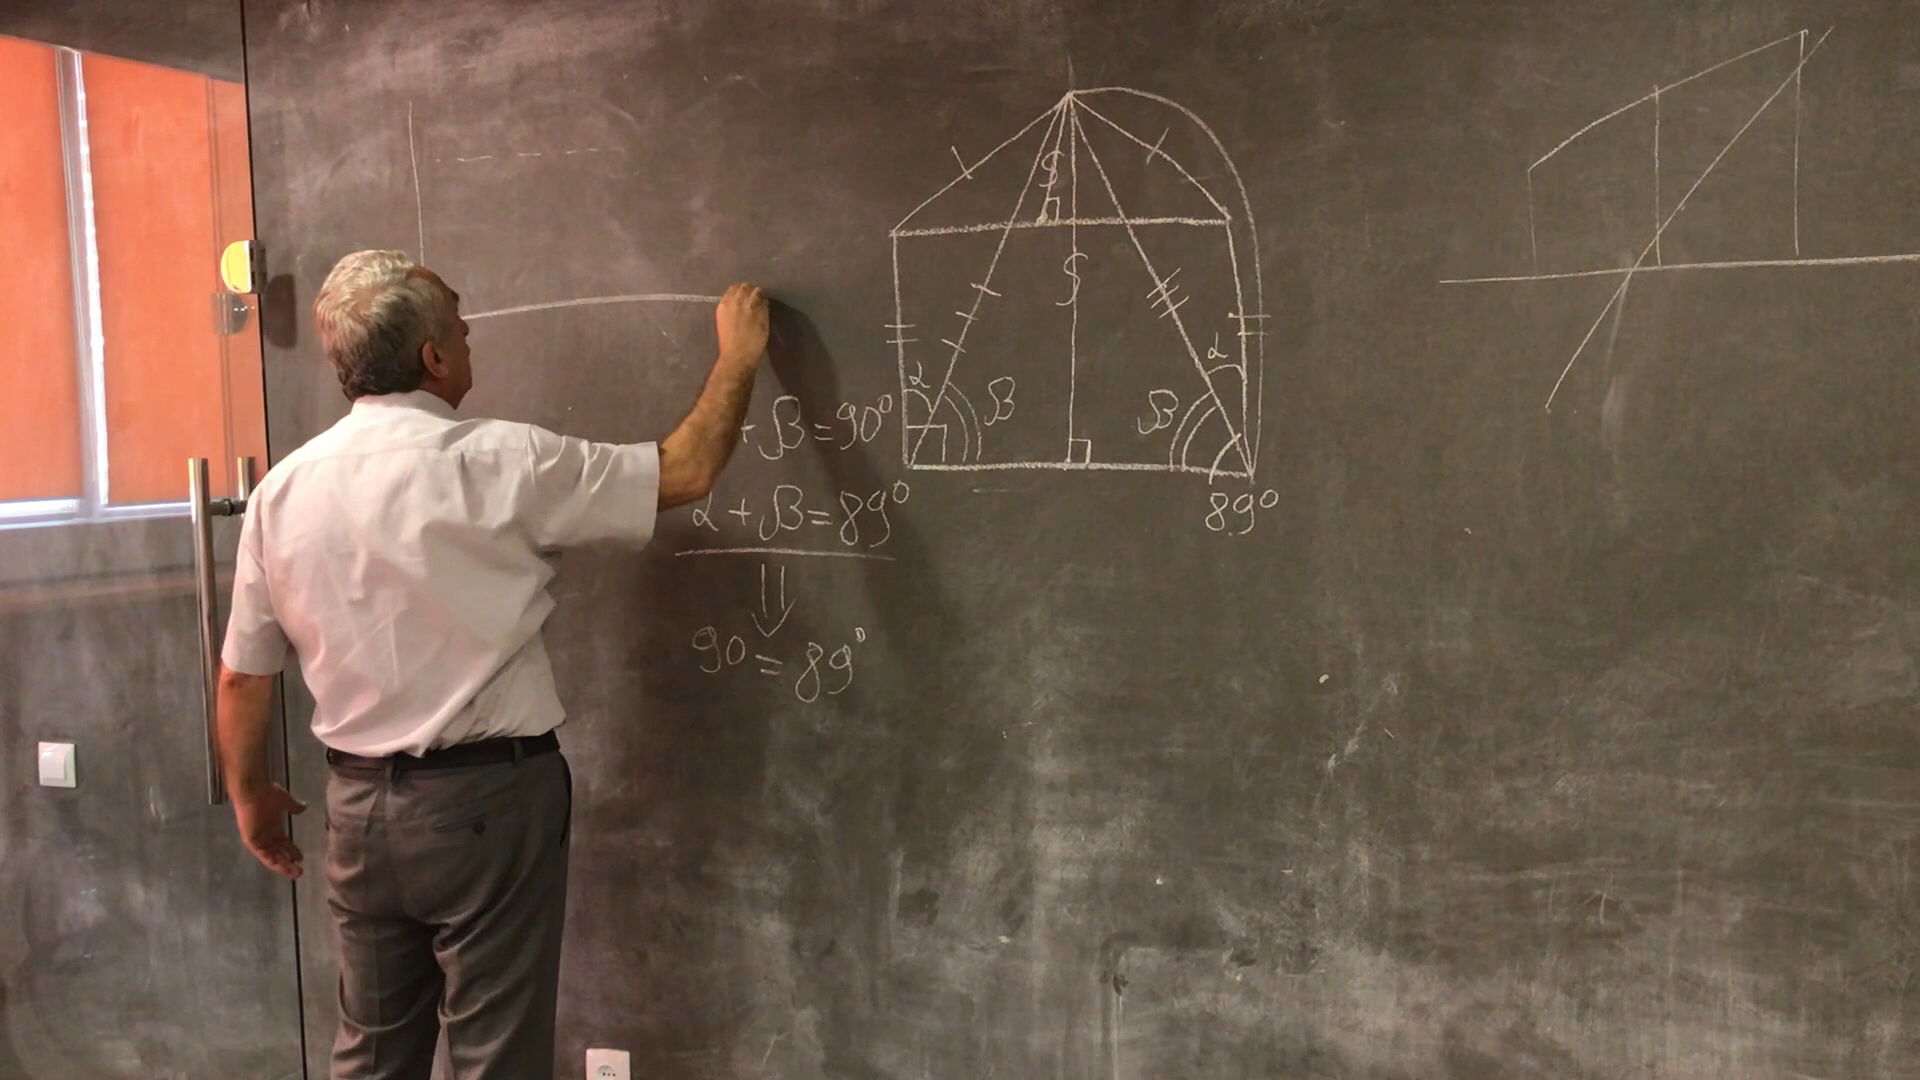 S
S
α
β
β
α
89°
+ β = 90°
α + β = 89°
⇓
90 = 89°